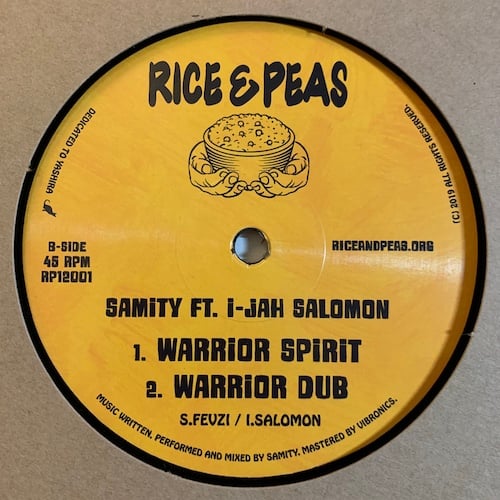 RICE & PEAS
DEDICATED TO YASHIRA
(C) 2019 ALL RIGHTS RESERVED.
B-SIDE
45 RPM
RP12001
RICEANDPEAS.ORG
SAMITY FT. I-JAH SALOMON
1. WARRIOR SPIRIT
2. WARRIOR DUB
S.FEVZI / I.SALOMON
MUSIC WRITTEN, PERFORMED AND MIXED BY SAMITY. MASTERED BY VIBRONICS.